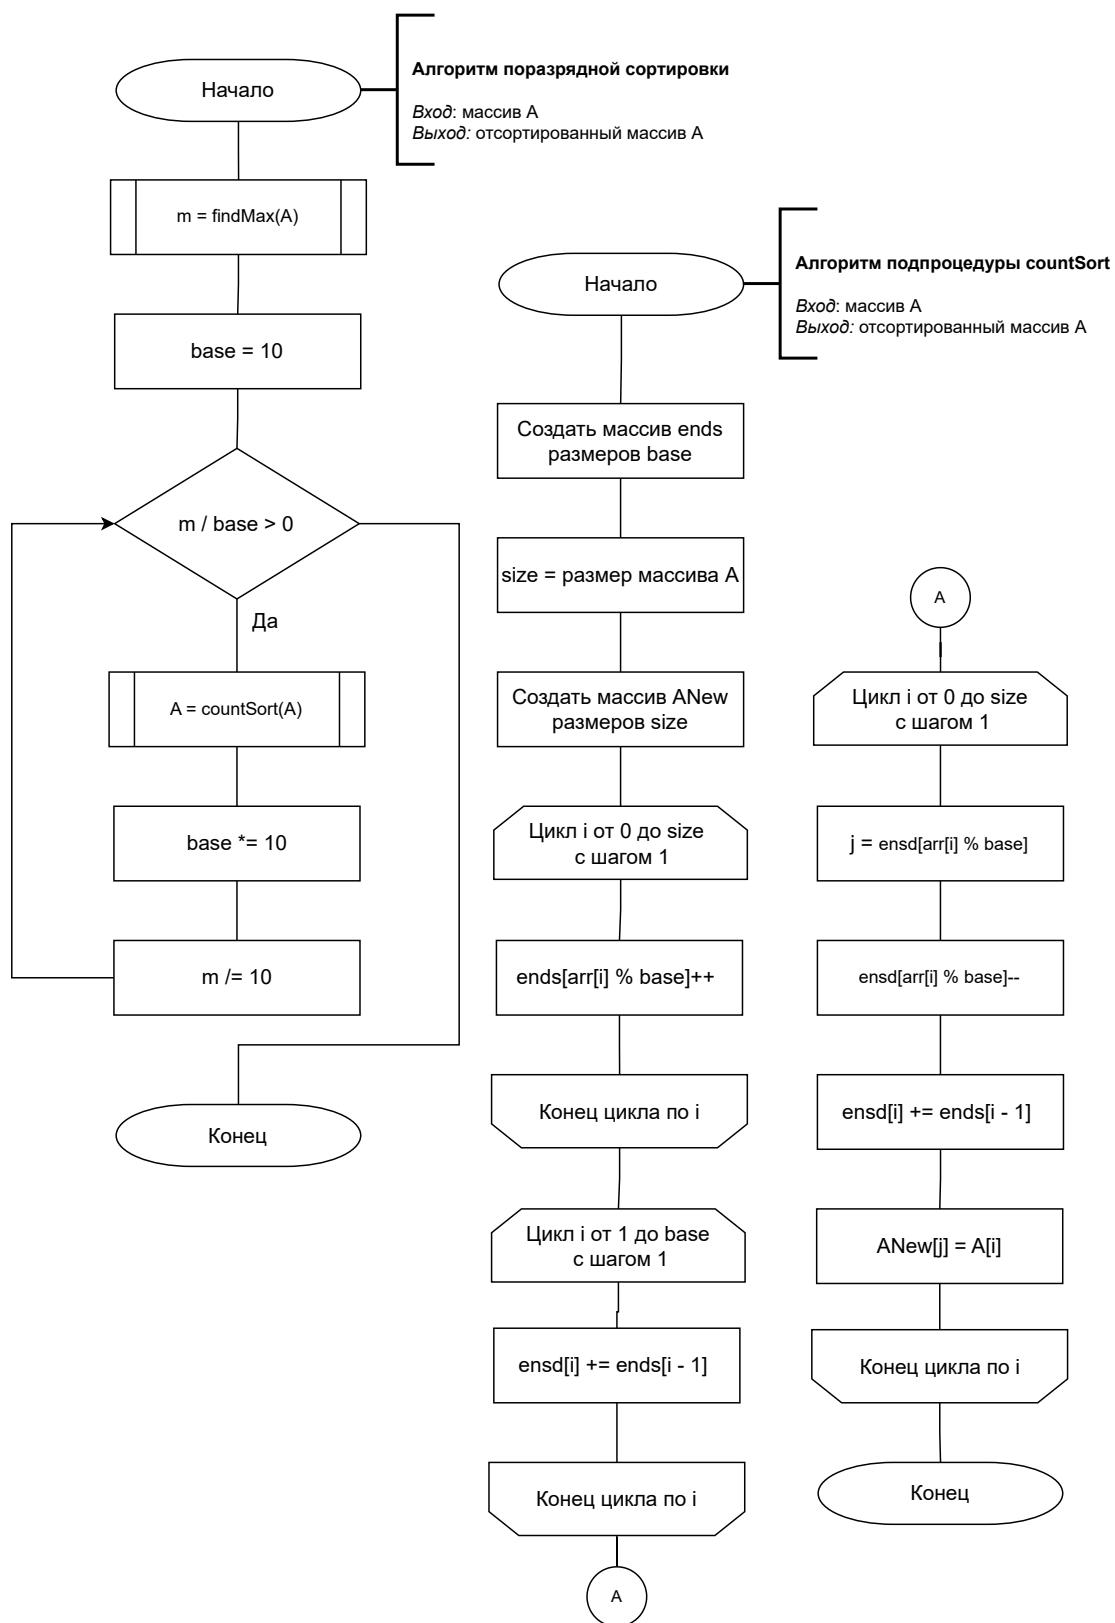 Начало
Алгоритм поразрядной сортировки
Вход: массив А
Выход: отсортированный массив А
m = findMax(A)
base = 10
m / base > 0
Да
A = countSort(A)
base *= 10
m /= 10
Конец
Начало
Алгоритм подпроцедуры countSort
Вход: массив А
Выход: отсортированный массив А
Создать массив ends
размеров base
size = размер массива А
Создать массив ANew
размеров size
Цикл i от 0 до size
с шагом 1
ends[arr[i] % base]++
Конец цикла по i
Цикл i от 1 до base
с шагом 1
ensd[i] += ends[i - 1]
Конец цикла по i
А
А
Цикл i от 0 до size
с шагом 1
j = ensd[arr[i] % base]
ensd[arr[i] % base]--
ensd[i] += ends[i - 1]
ANew[j] = A[i]
Конец цикла по i
Конец